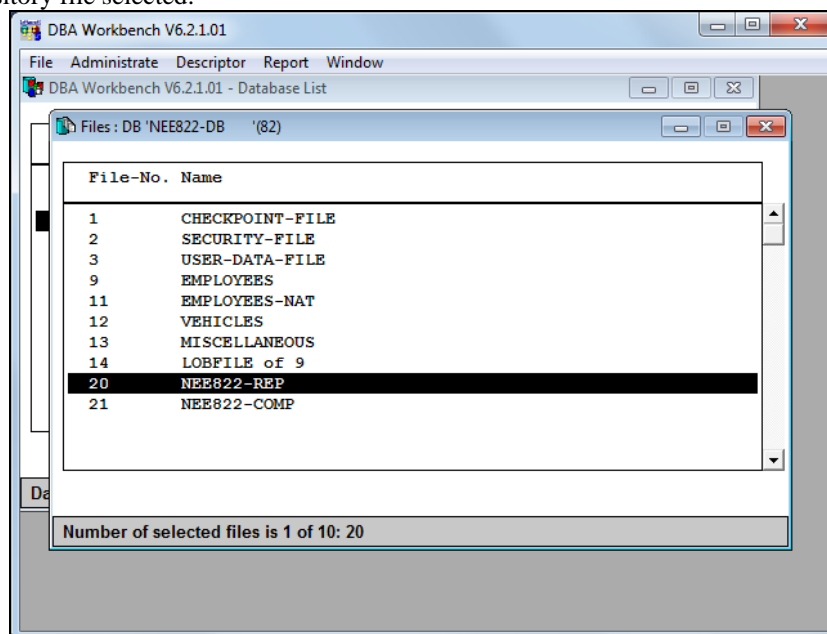 sitory file selected.
DBA Workbench V6.2.1.01
File Administrate Descriptor Report Window
DBA Workbench V6.2.1.01 - Database List
Files : DB 'NEE822-DB '(82)
File-No. Name
1 CHECKPOINT-FILE
2 SECURITY-FILE
3 USER-DATA-FILE
9 EMPLOYEES
11 EMPLOYEES-NAT
12 VEHICLES
13 MISCELLANEOUS
14 LOBFILE of 9
20 NEE822-REP
21 NEE822-COMP
Da
Number of selected files is 1 of 10: 20